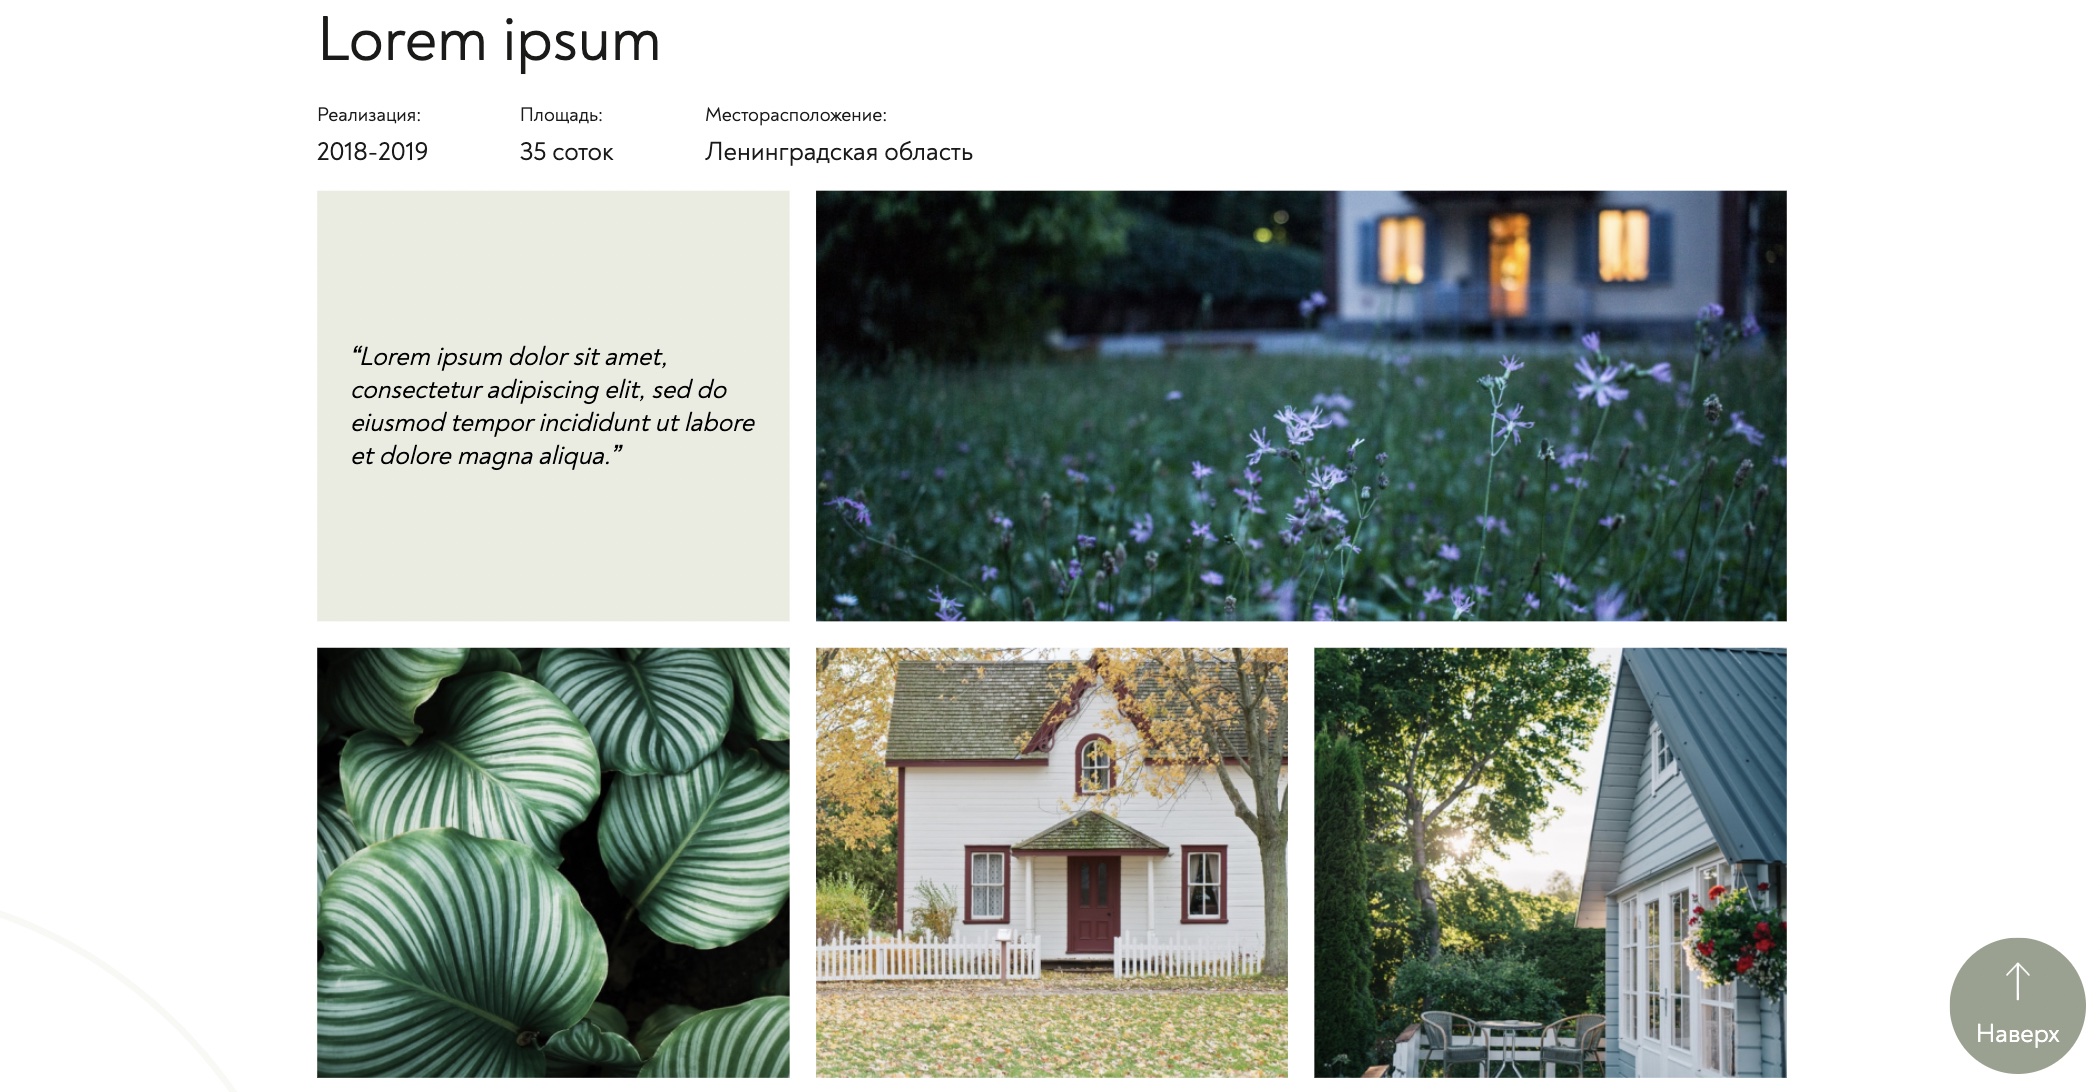 Lorem ipsum
Реализация:
2018-2019
Площадь:
35 соток
Месторасположение:
Ленинградская область
“Lorem ipsum dolor sit amet,
consectetur adipiscing elit, sed do
eiusmod tempor incididunt ut labore
et dolore magna aliqua.”
Наверх